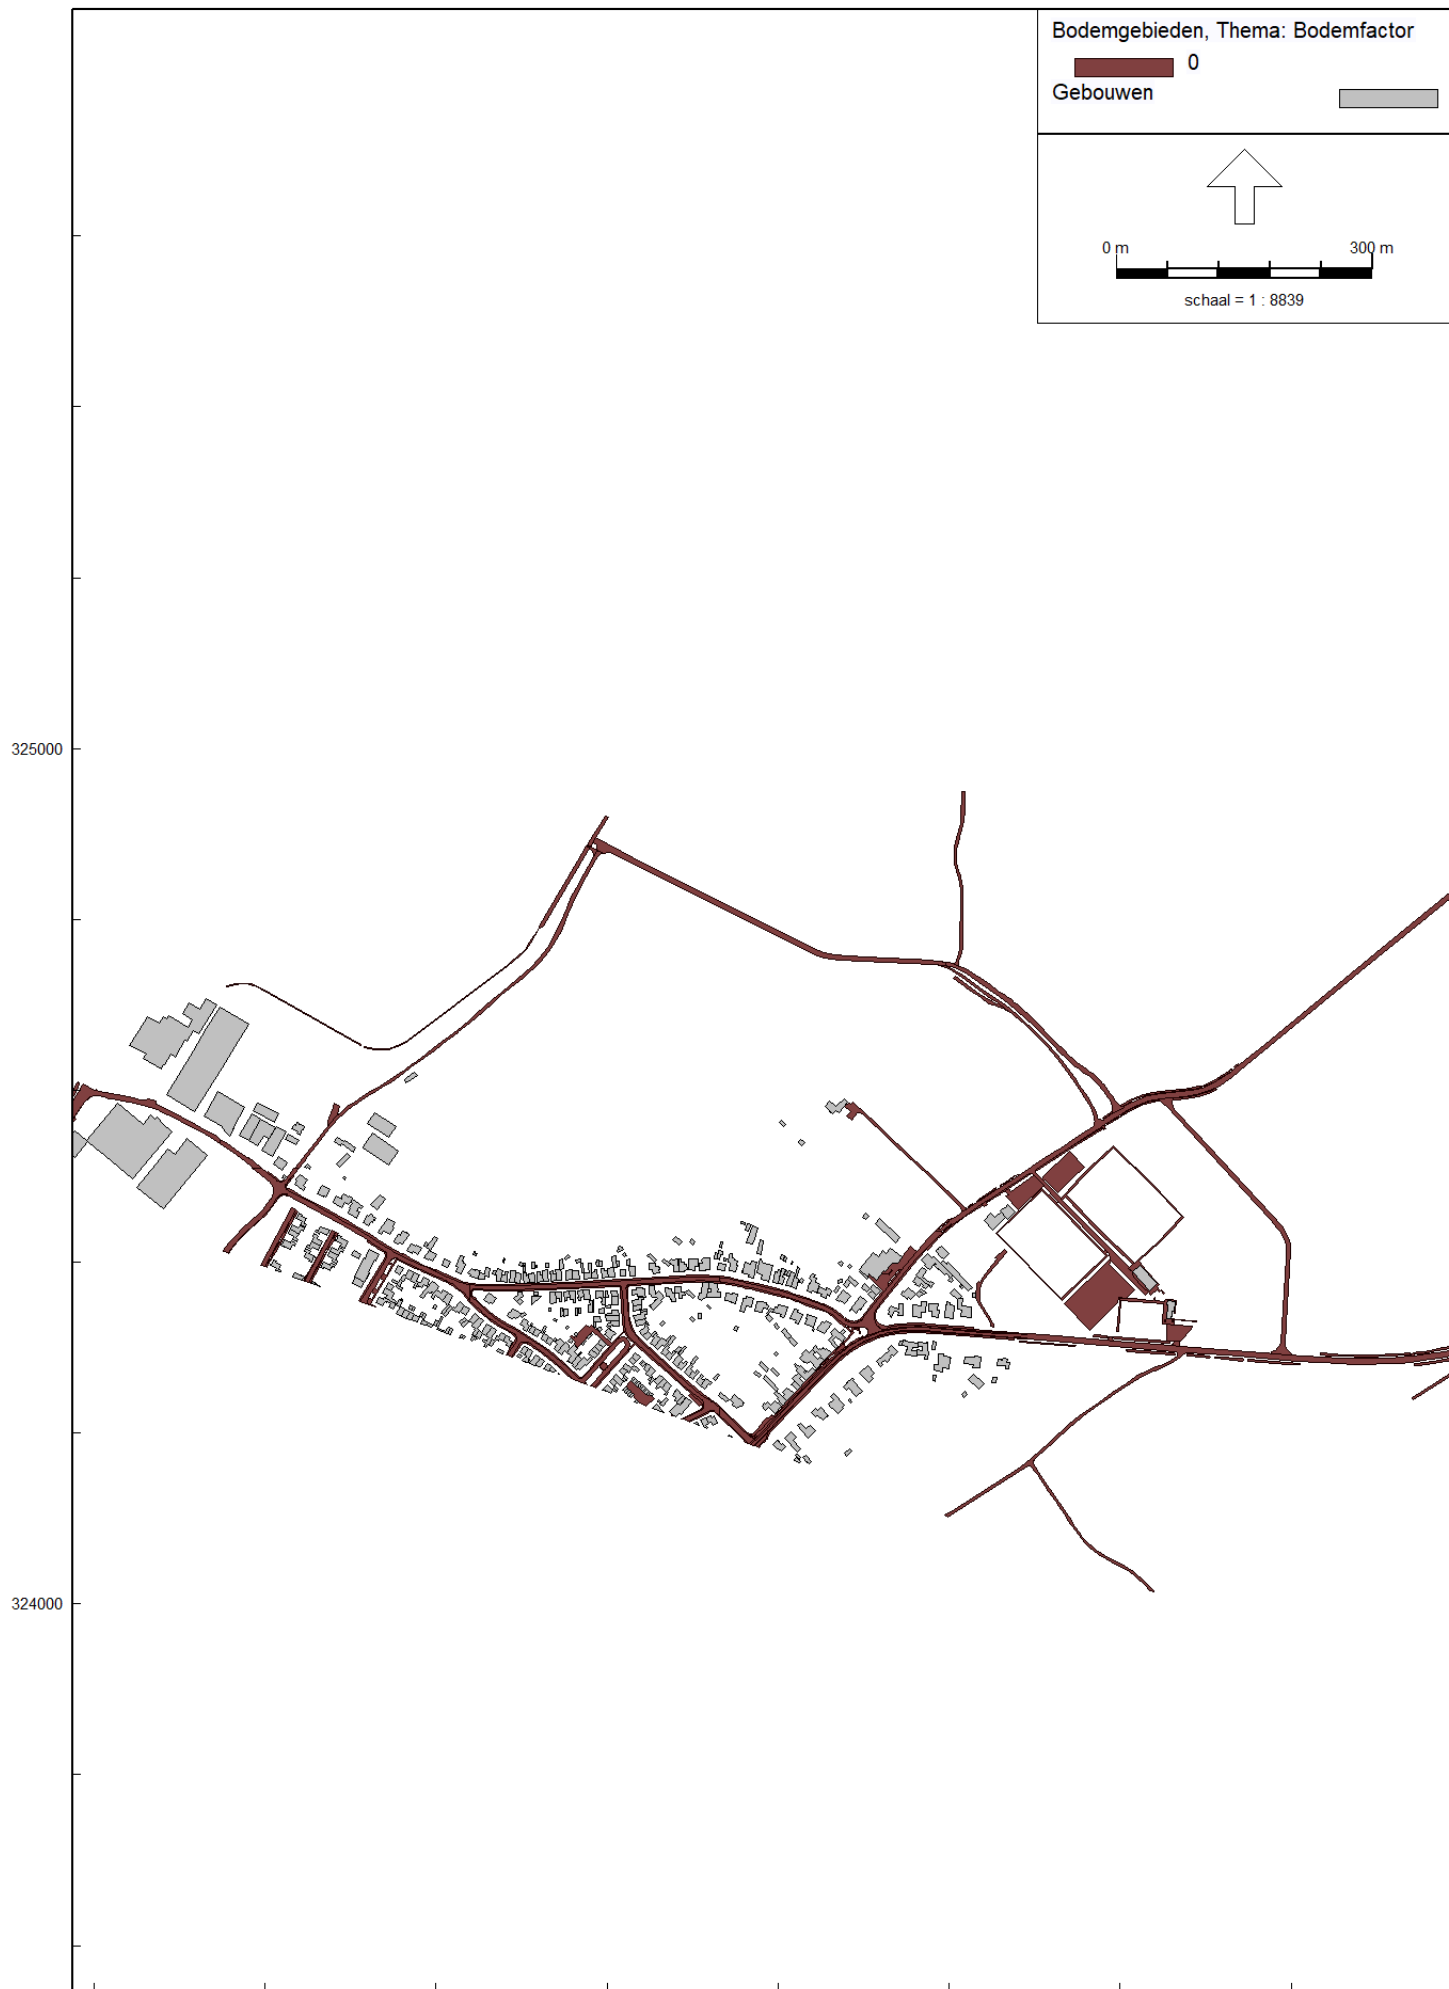 Bodemgebieden, Thema: Bodemfactor
0
Gebouwen
0 m 300 m
schaal = 1 : 8839
325000
324000